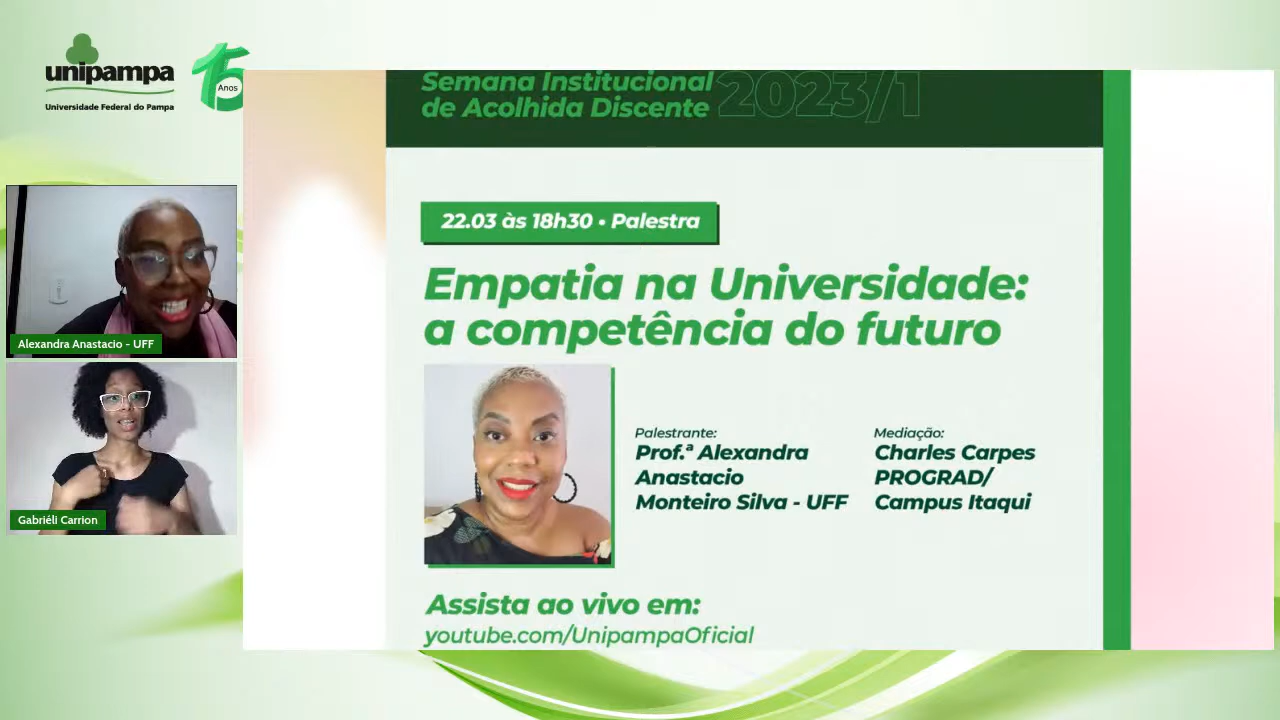 unipampa
Universidade Federal do Pampa
15
Anos
Semana Institucional
de Acolhida Discente
2023/1
22.03 às 18h30 • Palestra
Empatia na Universidade:
a competência do futuro
Palestrante:
Prof.ª Alexandra
Anastacio
Monteiro Silva - UFF
Mediação:
Charles Carpes
PROGRAD/
Campus Itaqui
Assista ao vivo em:
youtube.com/UnipampaOficial
Alexandra Anastacio - UFF
Gabriéli Carrion